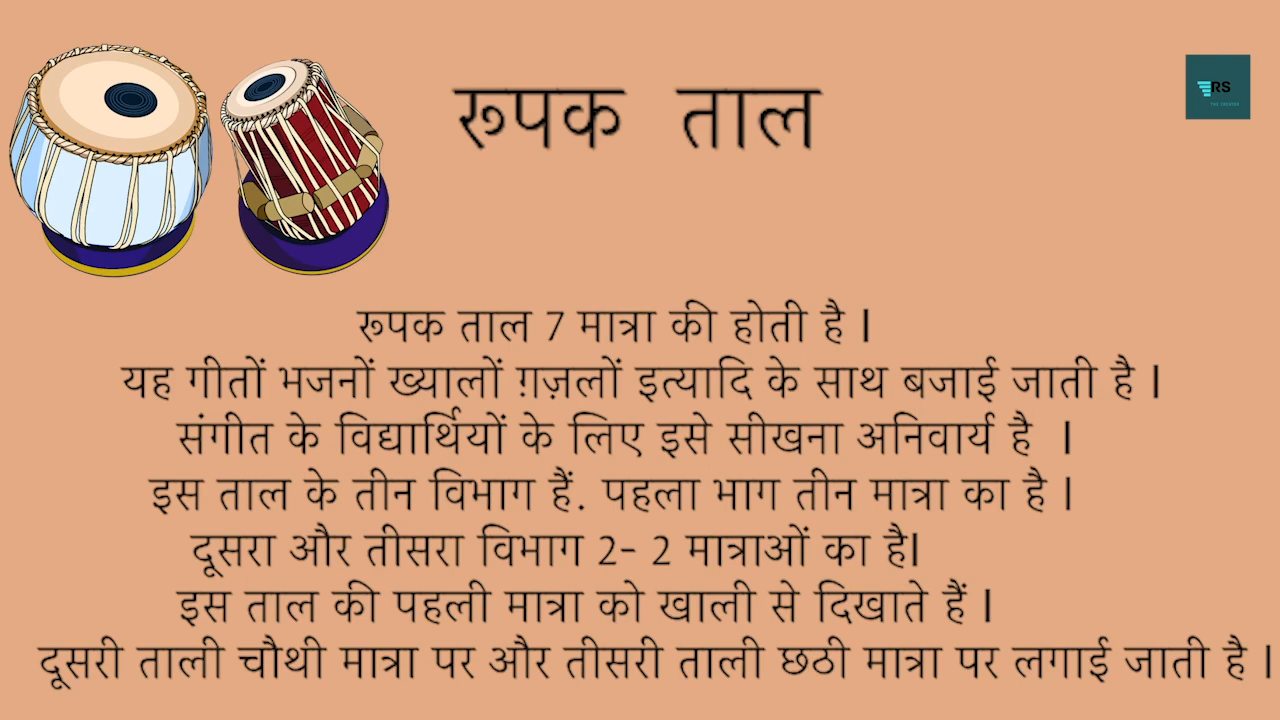 रूपक ताल
RS
रूपक ताल 7 मात्रा की होती है ।
यह गीतों भजनों ख्यालों ग़ज़लों इत्यादि के साथ बजाई जाती है ।
संगीत के विद्यार्थियों के लिए इसे सीखना अनिवार्य है ।
इस ताल के तीन विभाग हैं. पहला भाग तीन मात्रा का है ।
दूसरा और तीसरा विभाग 2- 2 मात्राओं का है।
इस ताल की पहली मात्रा को खाली से दिखाते हैं ।
दूसरी ताली चौथी मात्रा पर और तीसरी ताली छठी मात्रा पर लगाई जाती है ।